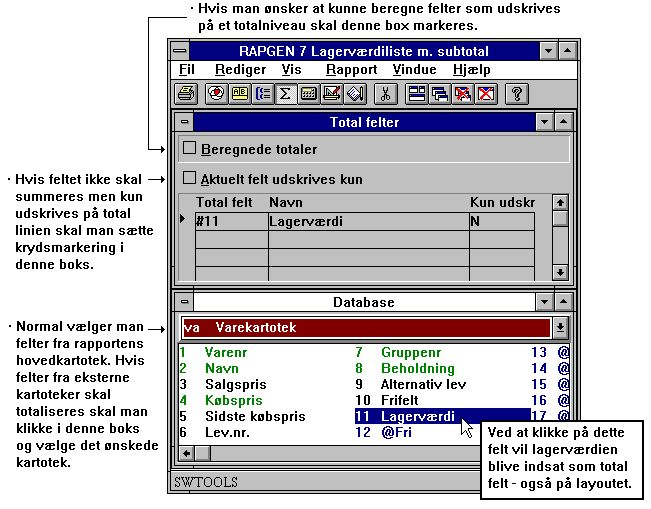 · Hvis man ønsker at kunne beregne felter som udskrives
på et totalniveau skal denne box markeres.
RAPGEN 7 Lagerværdiliste m. subtotal
Fil Rediger Vis Rapport Vindue Hjælp
Total felter
Beregnede totaler
· Hvis feltet ikke skal
summeres men kun
udskrives på total
linien skal man sætte
krydsmarkering i
denne boks.
Aktuelt felt udskrives kun
Total felt Navn Kun udskr
#11 Lagerværdi N
Database
· Normal vælger man
felter fra rapportens
hovedkartotek. Hvis
felter fra eksterne
kartoteker skal
totaliseres skal man
klikke i denne boks
og vælge det ønskede
kartotek.
va Varekartotek
1 Varenr 7 Gruppenr 13 @
2 Navn 8 Beholdning 14 @
3 Salgspris 9 Alternativ lev 15 @
4 Købspris 10 Frifelt 16 @
5 Sidste købspris 11 Lagerværdi 17 @
6 Lev.nr. 12 @Fri
Ved at klikke på dette
felt vil lagerværdien
blive indsat som total
felt - også på layoutet.
SWTOOLS